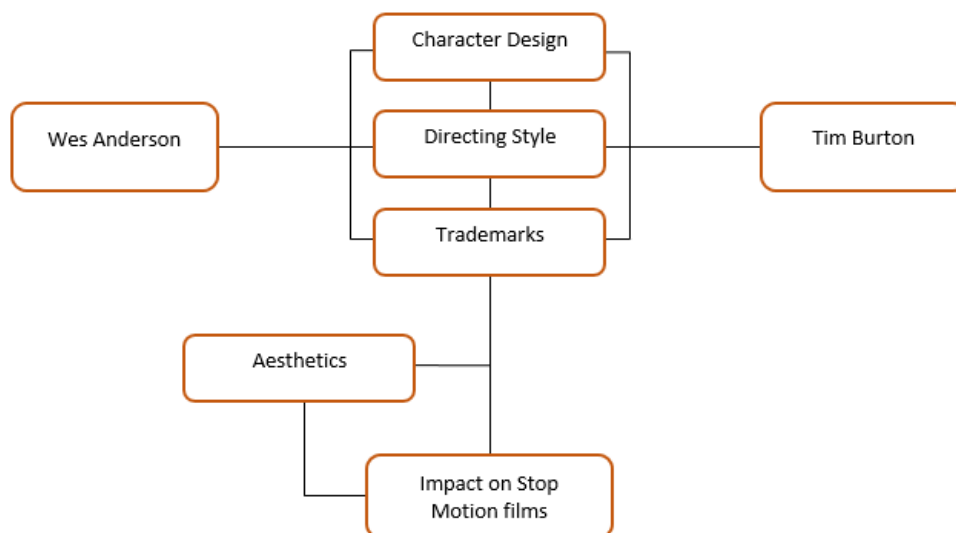 Character Design
Wes Anderson
Directing Style
Tim Burton
Trademarks
Aesthetics
Impact on Stop
Motion films